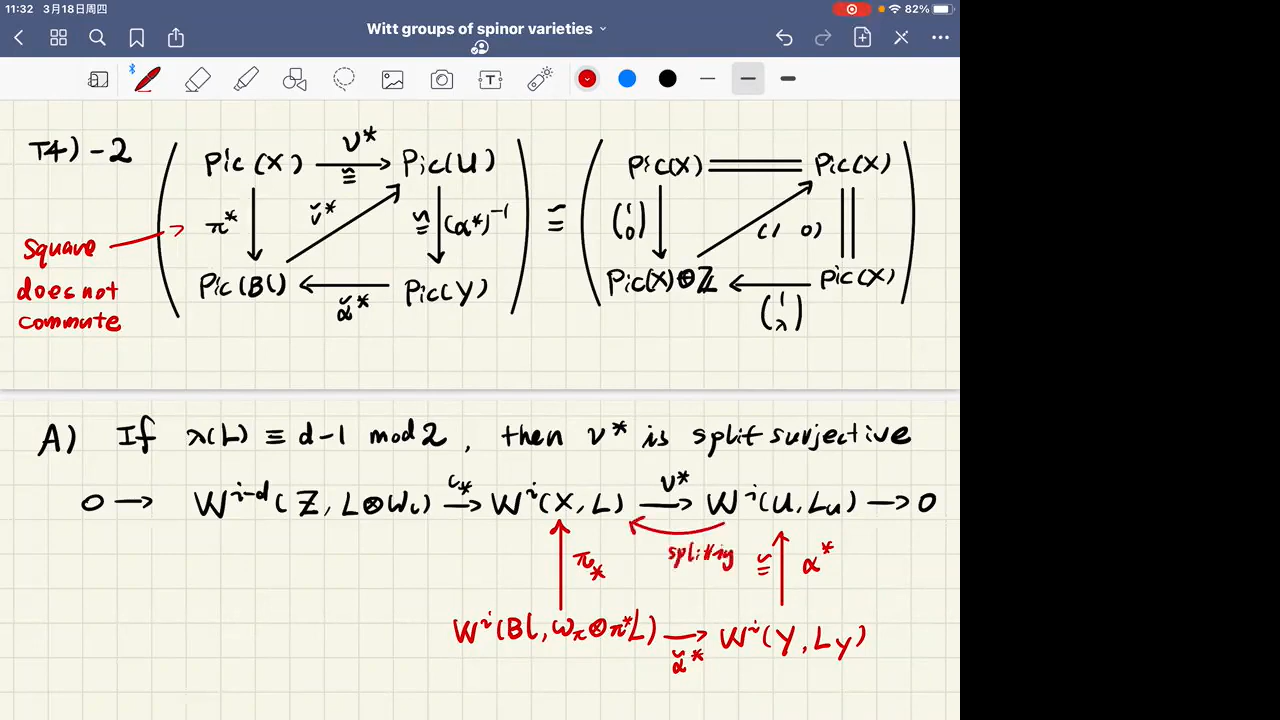 11:32 3月18日周四
82%
Witt groups of spinor varieties
T4)-2
Pic(X) ν* ≅ Pic(U)
π* ν̃* ≅ (α*)⁻¹
Pic(Bl) α̃* Pic(Y)
≅
Pic(X) Pic(X)
(1 0) (1 0)
Pic(X)⊕ℤ (1 λ) Pic(X)
Square
does not
commute
A) If λ(L) ≡ d-1 mod 2, then ν* is split surjective
0 → W^{i-d}(Z, L⊗ω_ι) →^{ι_*} W^i(X, L) →^{ν*} W^i(U, L_U) → 0
π_* splitting ≅ α*
W^i(Bl, ω_π⊗π*L) → W^i(Y, L_Y)
α̃*